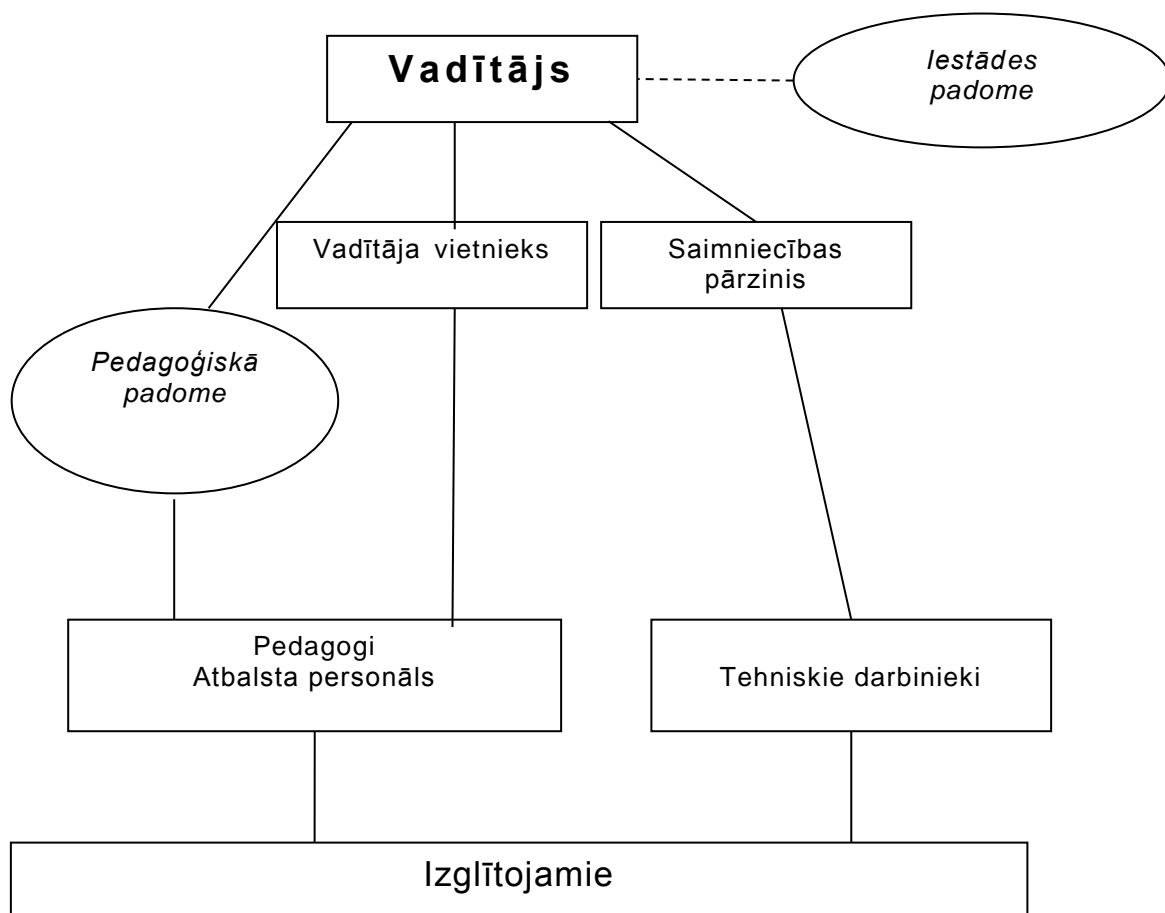 Vadītājs
Iestādes
padome
Vadītāja vietnieks
Saimniecības
pārzinis
Pedagoģiskā
padome
Pedagogi
Atbalsta personāls
Tehniskie darbinieki
Izglītojamie